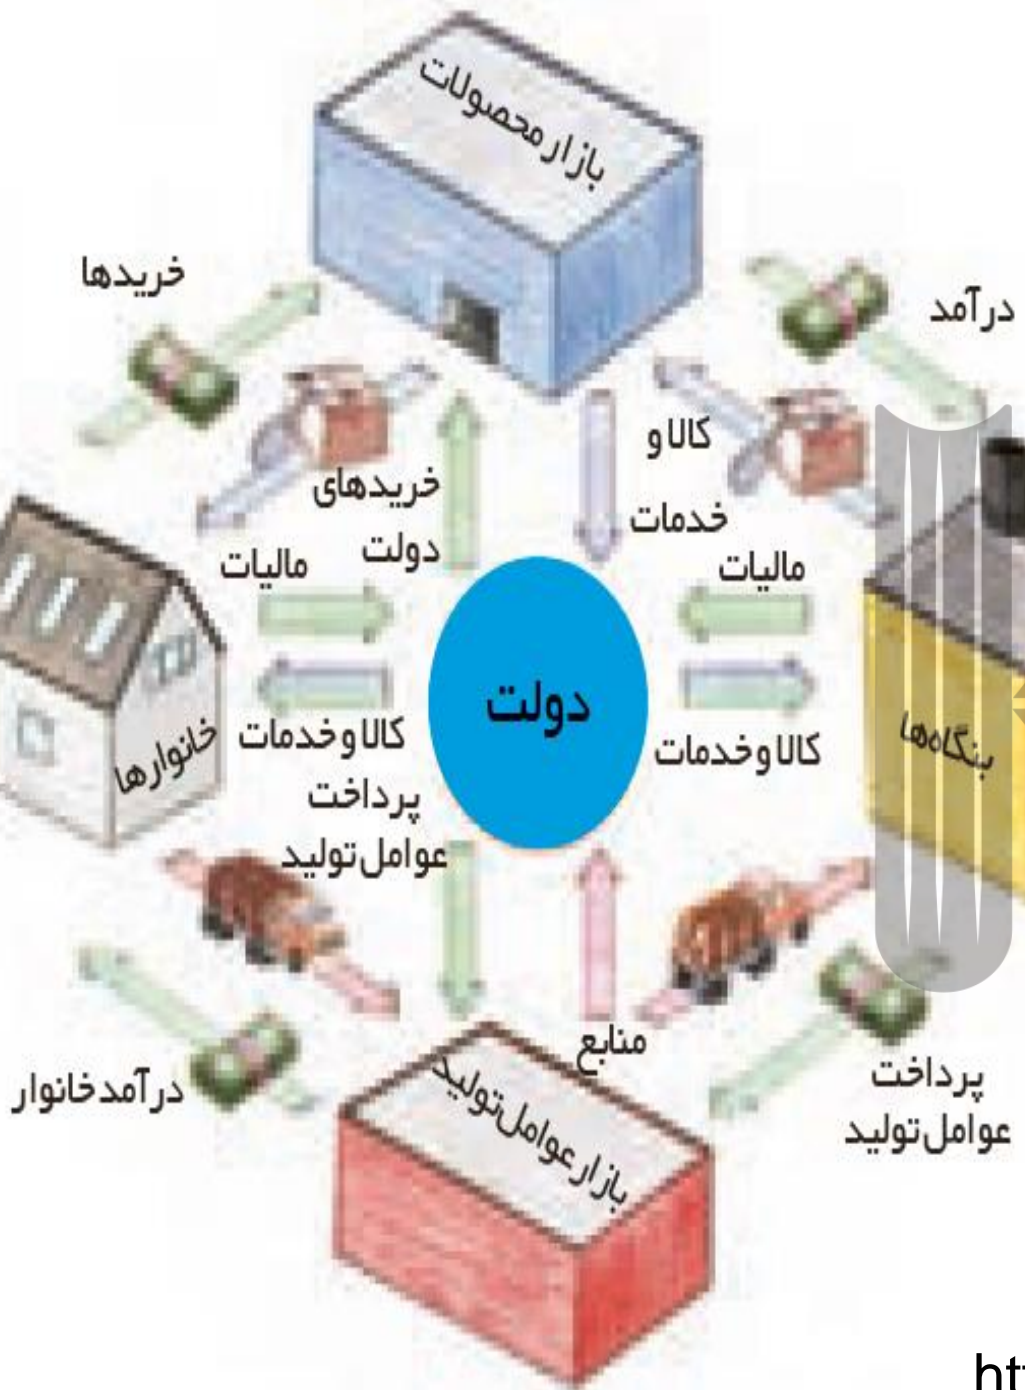 بازار محصولات
خریدها
درآمد
کالا و
خدمات
خریدهای
دولت
مالیات
مالیات
دولت
کالا و خدمات
کالا و خدمات
خانوارها
بنگاه‌ها
پرداخت
عوامل تولید
منابع
درآمد خانوار
پرداخت
عوامل تولید
بازار عوامل تولید
htt